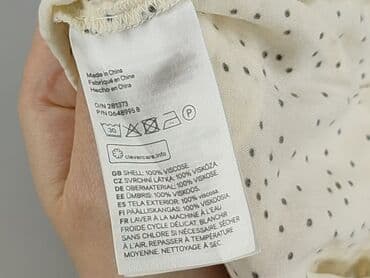 Made in China
Fabriqué en Chine
Hecho en China
O/N 281373
P/N 0648995 8
30
P
clevercare.info
GB SHELL: 100% VISCOSE
CZ SVRCHNÍ LÁTKA: 100% VISKÓZA
DE OBERMATERIAL: 100% VISKOSE
EE ÜMBRIS: 100% VISKOOS
ES TELA EXTERIOR: 100% VISCOSA
FI PÄÄLLISKANGAS: 100% VISKOOSIA
FR LAVER À LA MACHINE À 30° À
FROIDE CYCLE DÉLICAT, BLANCHIR
SANS CHLORE SI NÉCESSAIRE, SÉCHER
À L'AIR, REPASSER À TEMPÉRATURE
MOYENNE. NETTOYAGE À SEC.